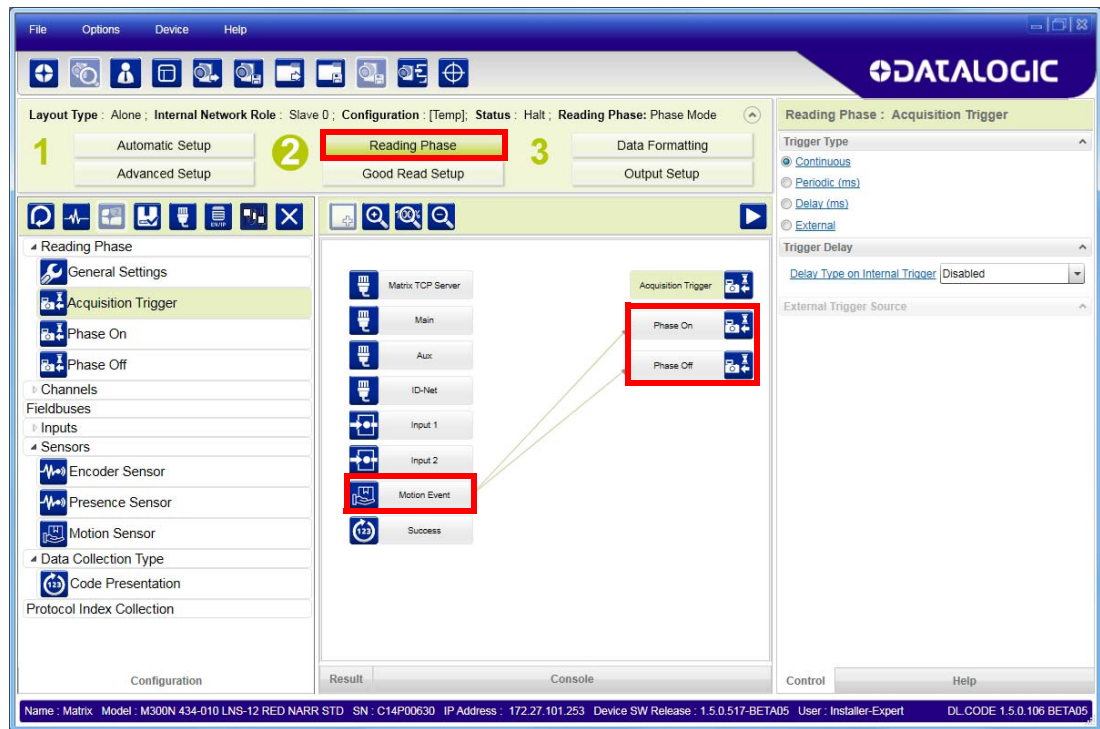 File Options Device Help
DATALOGIC
Layout Type : Alone ; Internal Network Role : Slave 0 ; Configuration : [Temp]; Status : Halt ; Reading Phase: Phase Mode
1 Automatic Setup
Advanced Setup
2 Reading Phase
Good Read Setup
3 Data Formatting
Output Setup
EN/IP
Reading Phase
General Settings
Acquisition Trigger
Phase On
Phase Off
Channels
Fieldbuses
Inputs
Sensors
Encoder Sensor
Presence Sensor
Motion Sensor
Data Collection Type
123 Code Presentation
Protocol Index Collection
Configuration
100%
Matrix TCP Server
Main
Aux
ID-Net
Input 1
Input 2
Motion Event
123 Success
Acquisition Trigger
Phase On
Phase Off
Result Console
Reading Phase : Acquisition Trigger
Trigger Type
Continuous
Periodic (ms)
Delay (ms)
External
Trigger Delay
Delay Type on Internal Trigger Disabled
External Trigger Source
Control Help
Name : Matrix Model : M300N 434-010 LNS-12 RED NARR STD SN : C14P00630 IP Address : 172.27.101.253 Device SW Release : 1.5.0.517-BETA05 User : Installer-Expert DL.CODE 1.5.0.106 BETA05